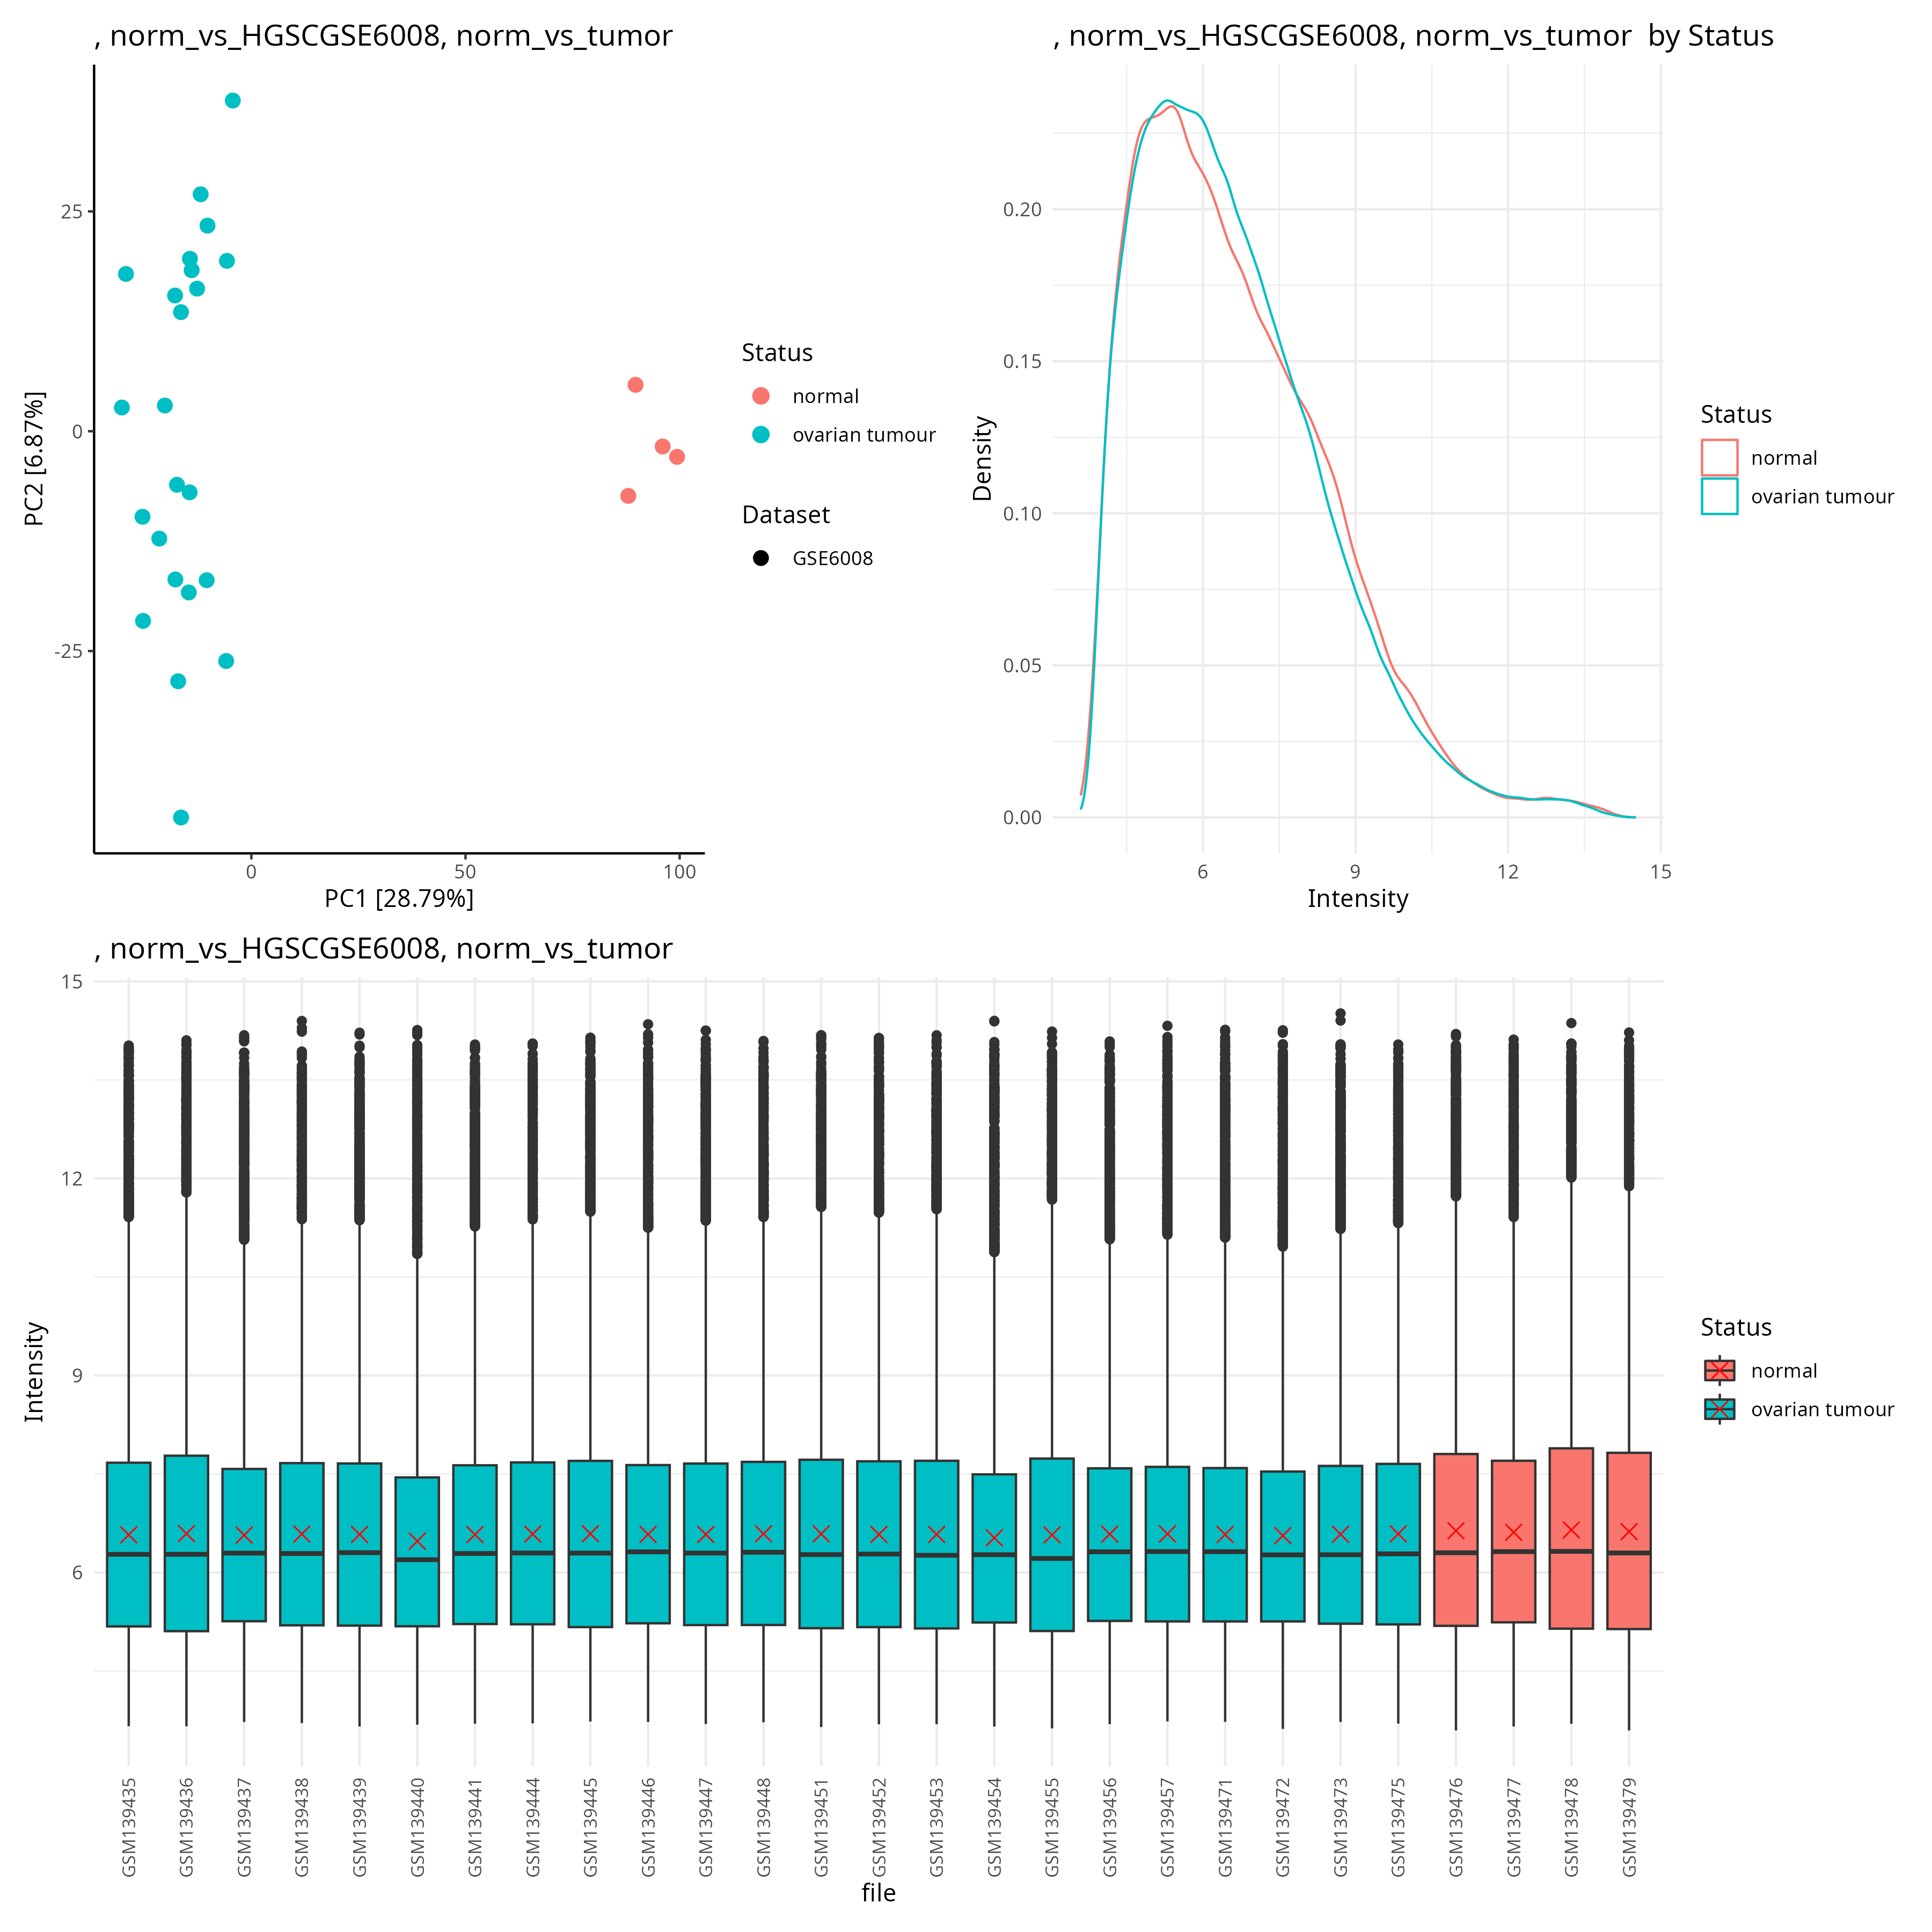 , norm_vs_HGSCGSE6008, norm_vs_tumor
25
0
-25
PC2 [6.87%]
0
50
100
PC1 [28.79%]
Status
normal
ovarian tumour
Dataset
GSE6008
, norm_vs_HGSCGSE6008, norm_vs_tumor  by Status
0.20
0.15
0.10
0.05
0.00
Density
6
9
12
15
Intensity
Status
normal
ovarian tumour
, norm_vs_HGSCGSE6008, norm_vs_tumor
15
12
9
6
Intensity
GSM139435
GSM139436
GSM139437
GSM139438
GSM139439
GSM139440
GSM139441
GSM139444
GSM139445
GSM139446
GSM139447
GSM139448
GSM139451
GSM139452
GSM139453
GSM139454
GSM139455
GSM139456
GSM139457
GSM139471
GSM139472
GSM139473
GSM139475
GSM139476
GSM139477
GSM139478
GSM139479
file
Status
normal
ovarian tumour